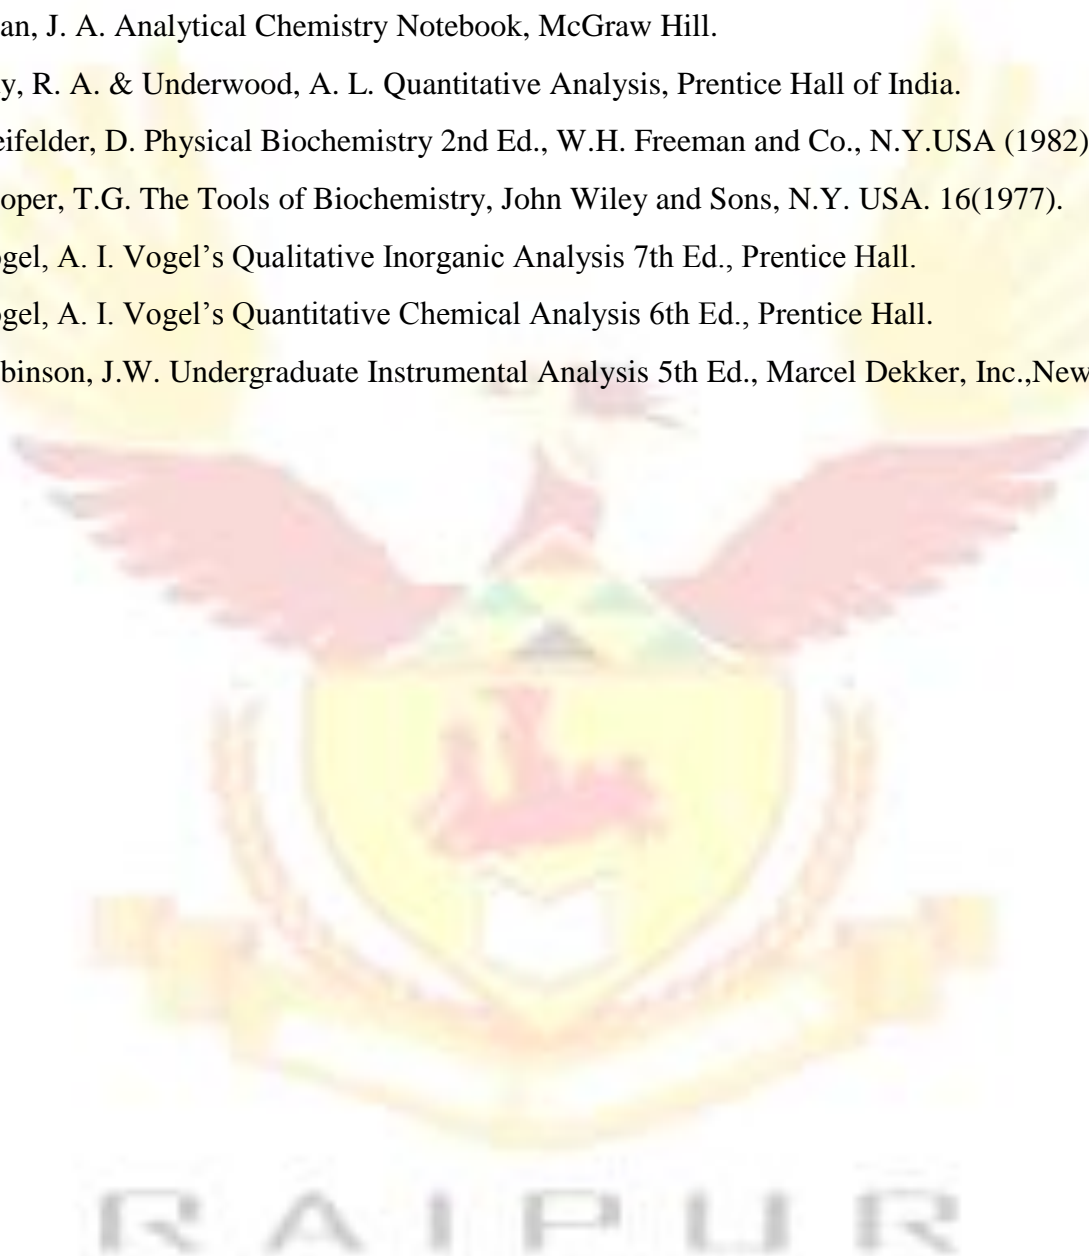 an, J. A. Analytical Chemistry Notebook, McGraw Hill.
y, R. A. & Underwood, A. L. Quantitative Analysis, Prentice Hall of India.
eifelder, D. Physical Biochemistry 2nd Ed., W.H. Freeman and Co., N.Y.USA (1982)
oper, T.G. The Tools of Biochemistry, John Wiley and Sons, N.Y. USA. 16(1977).
ogel, A. I. Vogel’s Qualitative Inorganic Analysis 7th Ed., Prentice Hall.
ogel, A. I. Vogel’s Quantitative Chemical Analysis 6th Ed., Prentice Hall.
binson, J.W. Undergraduate Instrumental Analysis 5th Ed., Marcel Dekker, Inc.,New
RAIPUR